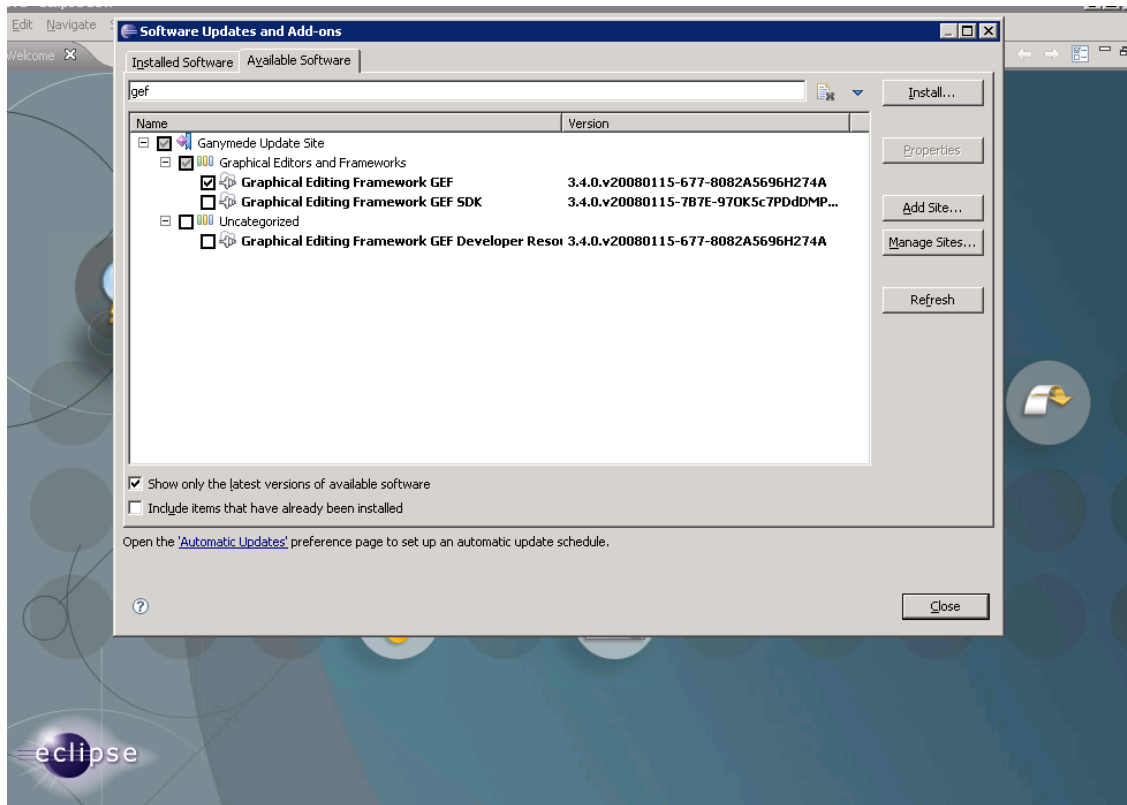 Edit Navigate
Software Updates and Add-ons
Welcome
Installed Software Available Software
gef
Install...
Name Version
Ganymede Update Site
Properties
Graphical Editors and Frameworks
Graphical Editing Framework GEF 3.4.0.v20080115-677-8082A5696H274A
Graphical Editing Framework GEF SDK 3.4.0.v20080115-7B7E-97OK5c7PDdDMP...
Add Site...
Uncategorized
Graphical Editing Framework GEF Developer Resou 3.4.0.v20080115-677-8082A5696H274A
Manage Sites...
Refresh
Show only the latest versions of available software
Include items that have already been installed
Open the 'Automatic Updates' preference page to set up an automatic update schedule.
Close
eclipse